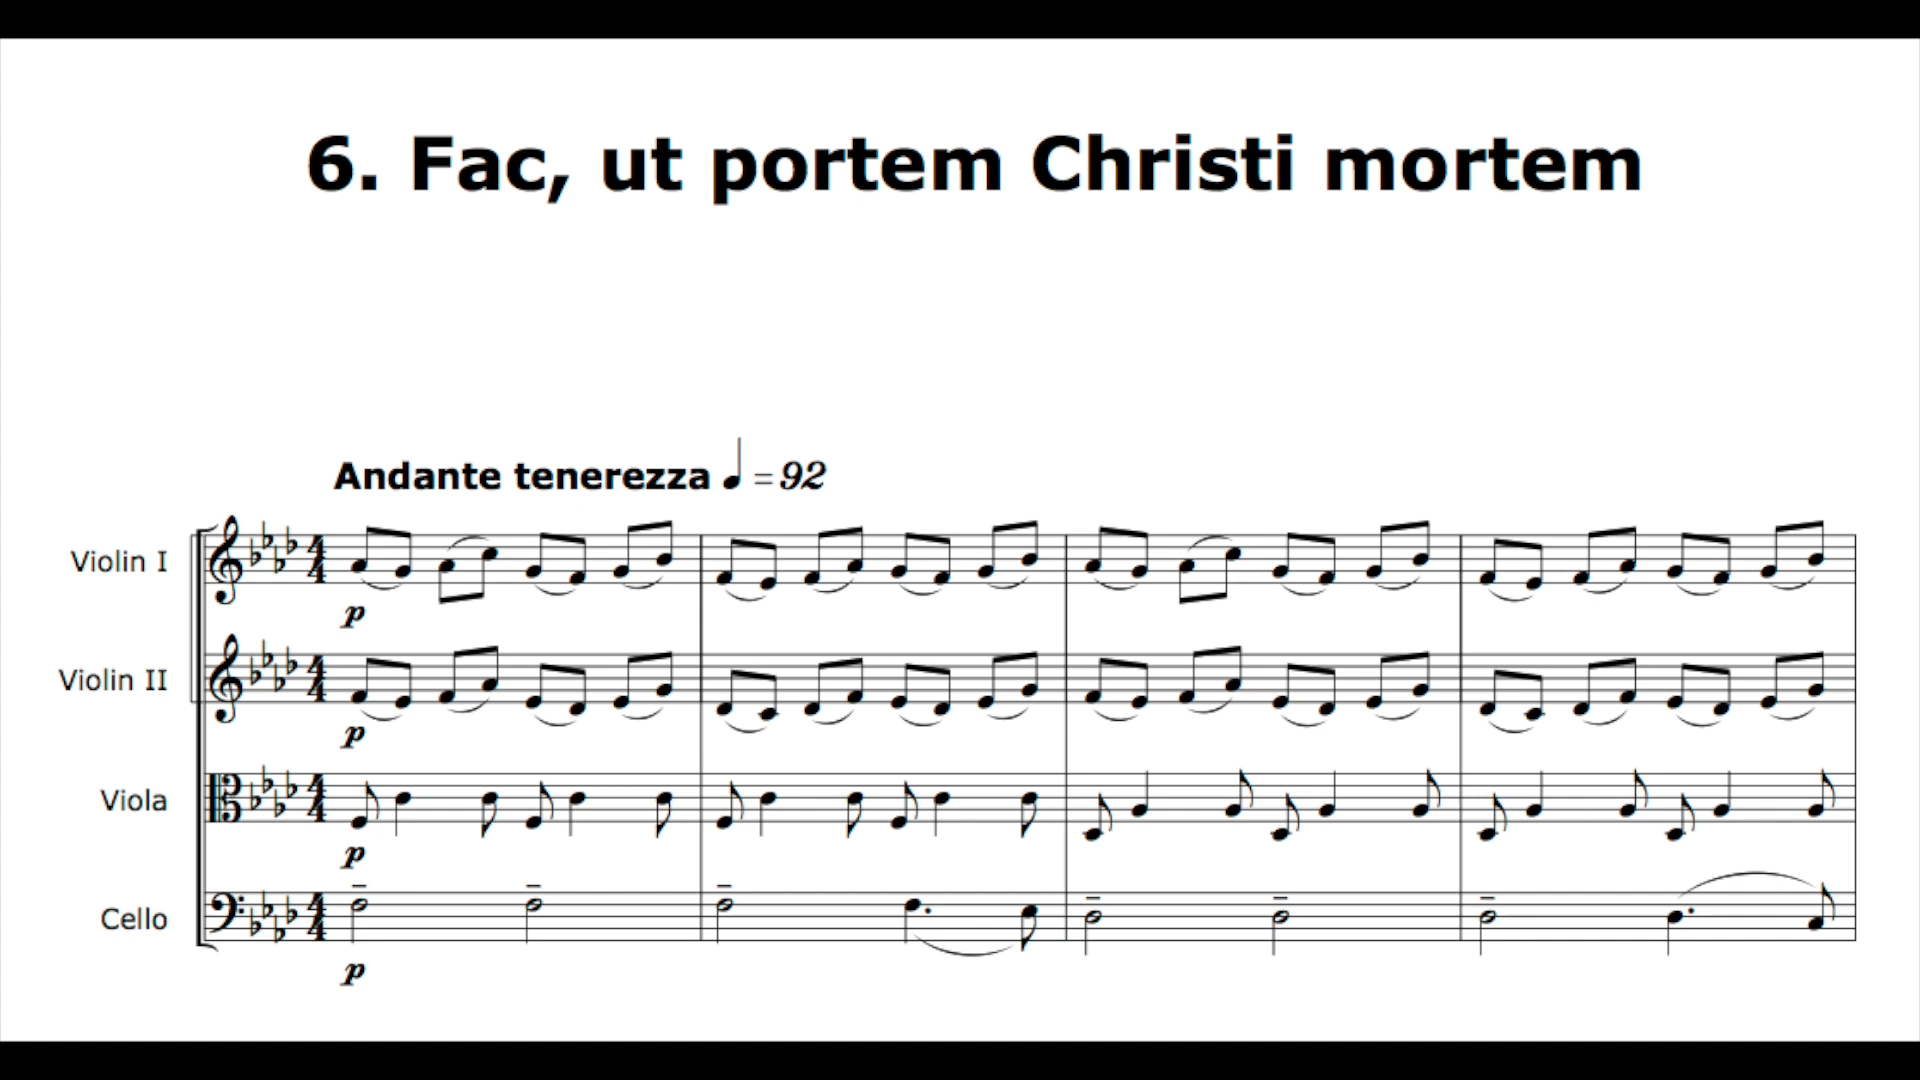 6. Fac, ut portem Christi mortem
Andante tenerezza ♩ = 92
Violin I
p
Violin II
p
Viola
p
Cello
p